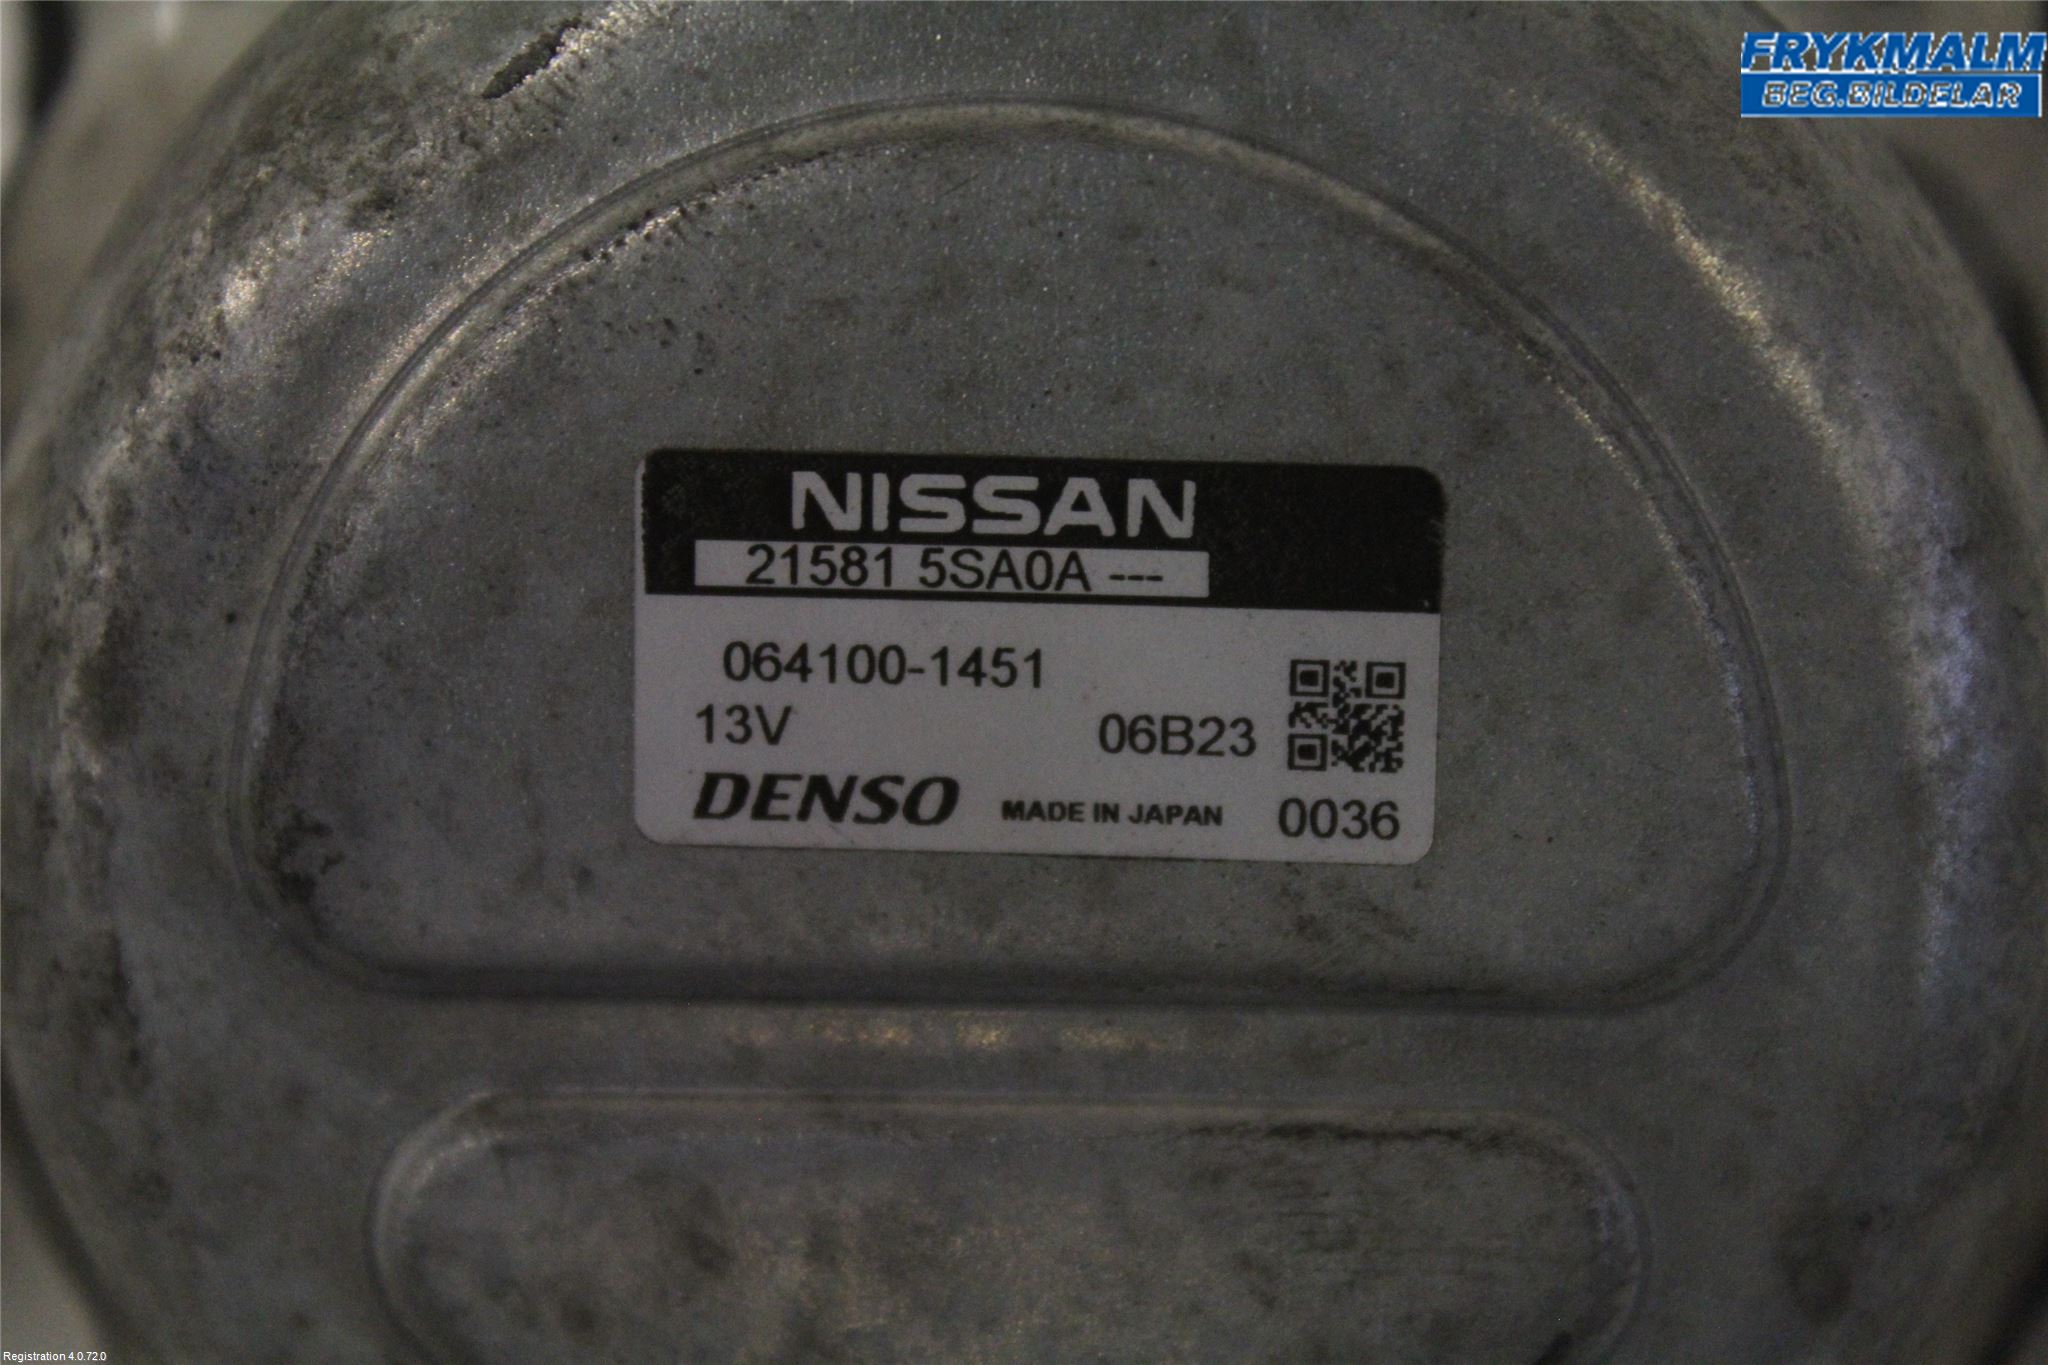 FRYKMALM
BEG.BILDELAR
NISSAN
21581 5SA0A ---
064100-1451
13V 06B23
DENSO MADE IN JAPAN 0036
Registration 4.0.72.0